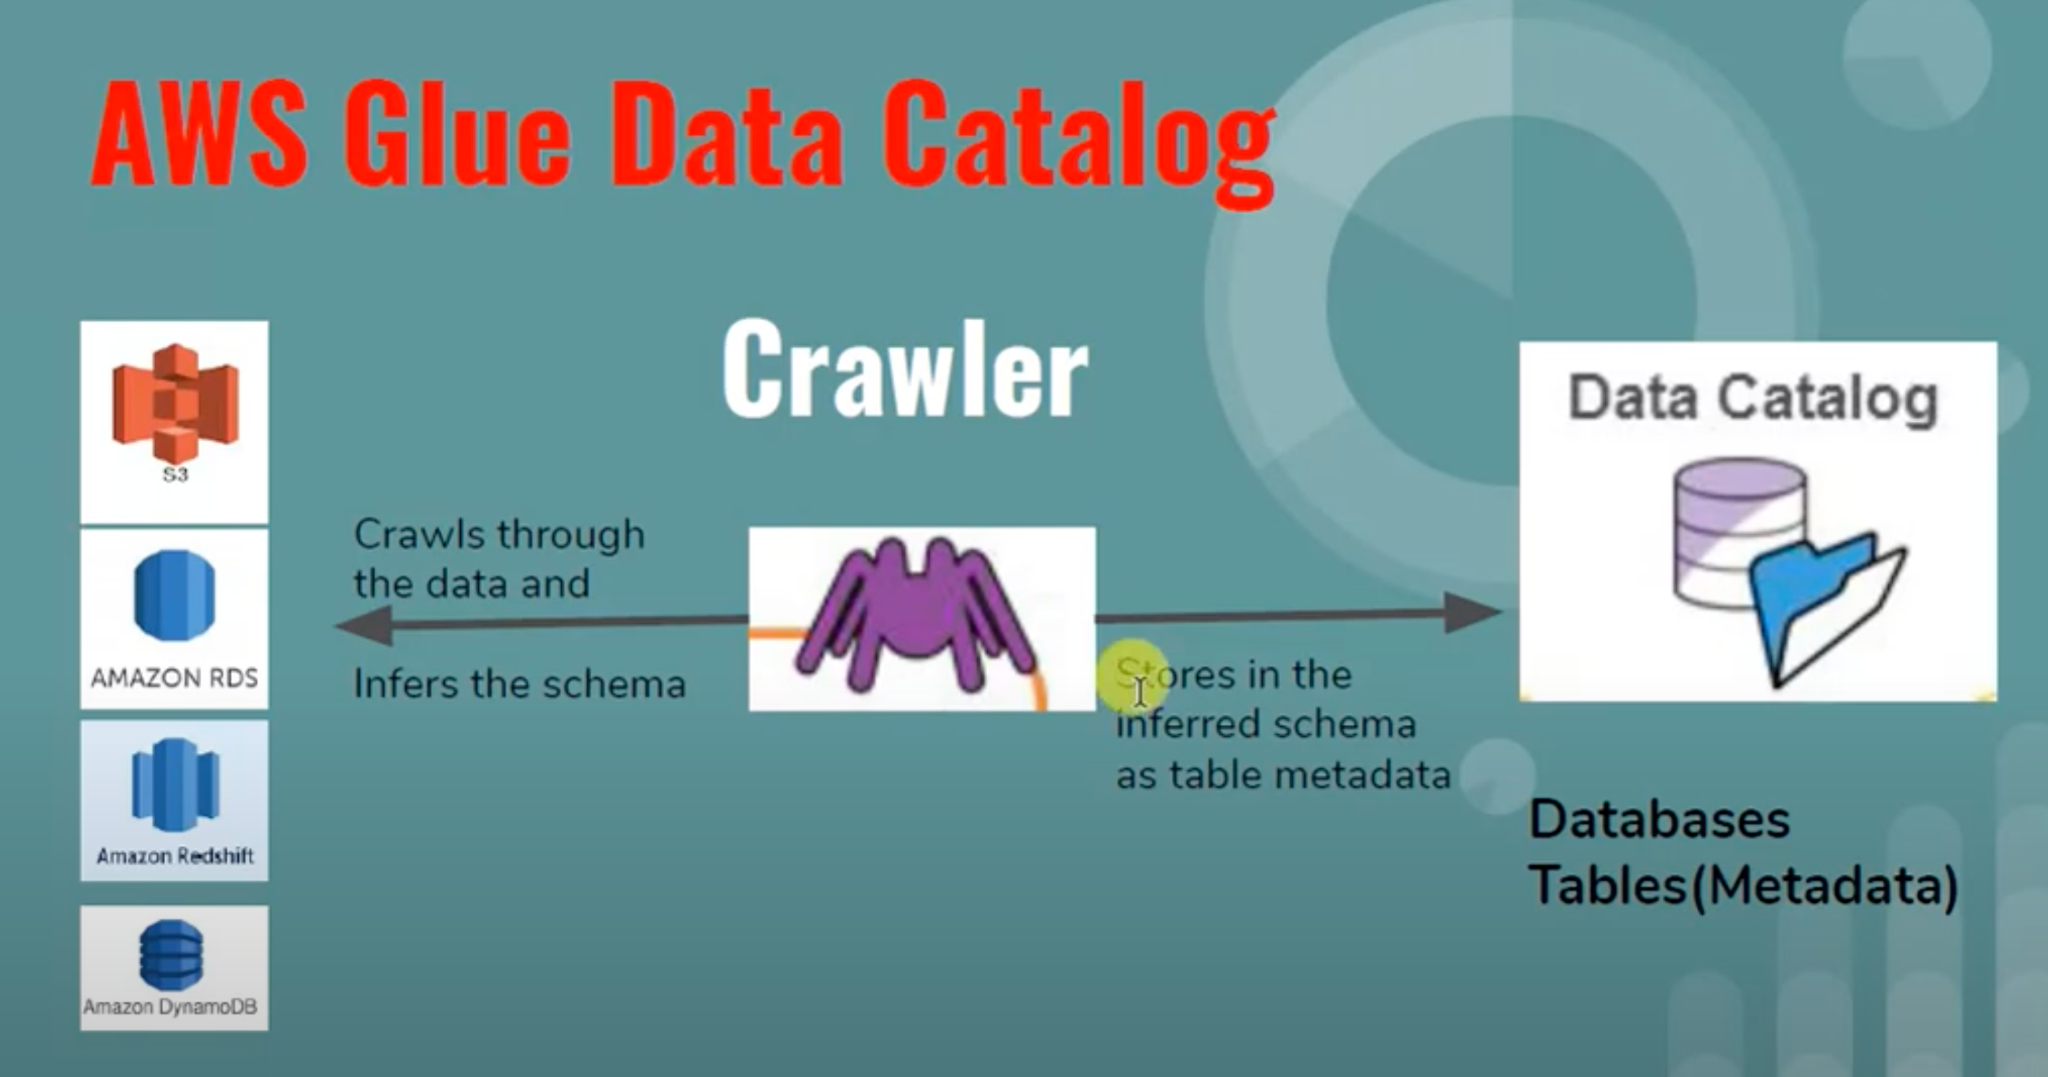 AWS Glue Data Catalog
Crawler
S3
AMAZON RDS
Amazon Redshift
Amazon DynamoDB
Crawls through
the data and
Infers the schema
Stores in the
inferred schema
as table metadata
Data Catalog
Databases
Tables(Metadata)